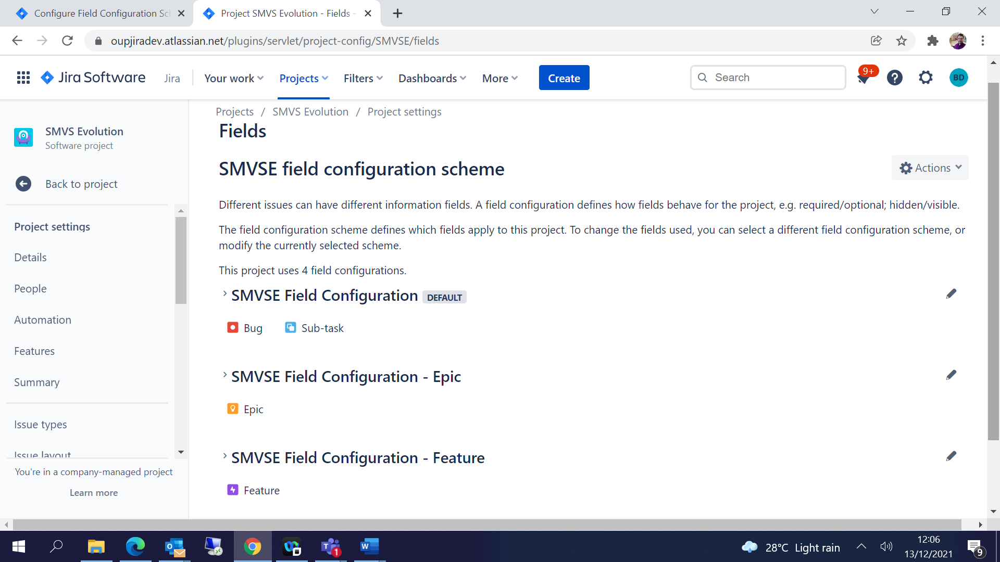 Configure Field Configuration Sch
Project SMVS Evolution - Fields -
oupjiradev.atlassian.net/plugins/servlet/project-config/SMVSE/fields
Jira Software Jira Your work Projects Filters Dashboards More Create Search 9+ BD
Projects / SMVS Evolution / Project settings
Fields
SMVS Evolution
Software project
Back to project
Project settings
Details
People
Automation
Features
Summary
Issue types
Issue layout
You're in a company-managed project
Learn more
SMVSE field configuration scheme
Actions
Different issues can have different information fields. A field configuration defines how fields behave for the project, e.g. required/optional; hidden/visible.
The field configuration scheme defines which fields apply to this project. To change the fields used, you can select a different field configuration scheme, or
modify the currently selected scheme.
This project uses 4 field configurations.
SMVSE Field Configuration DEFAULT
Bug Sub-task
SMVSE Field Configuration - Epic
Epic
SMVSE Field Configuration - Feature
Feature
28°C Light rain
12:06
13/12/2021
9
1